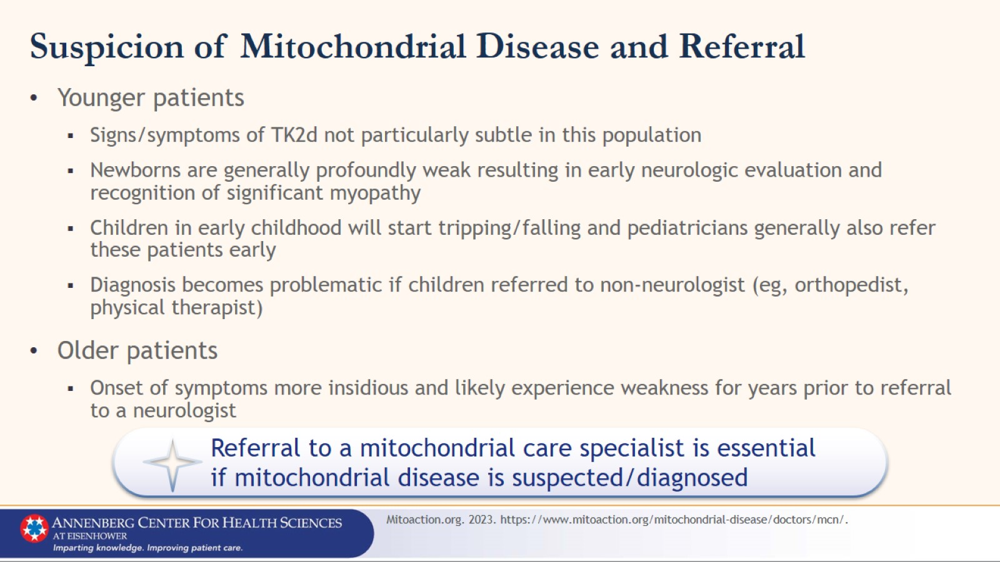 Suspicion of Mitochondrial Disease and Referral
• Younger patients
▪ Signs/symptoms of TK2d not particularly subtle in this population
▪ Newborns are generally profoundly weak resulting in early neurologic evaluation and
recognition of significant myopathy
▪ Children in early childhood will start tripping/falling and pediatricians generally also refer
these patients early
▪ Diagnosis becomes problematic if children referred to non-neurologist (eg, orthopedist,
physical therapist)
• Older patients
▪ Onset of symptoms more insidious and likely experience weakness for years prior to referral
to a neurologist
Referral to a mitochondrial care specialist is essential
if mitochondrial disease is suspected/diagnosed
ANNENBERG CENTER FOR HEALTH SCIENCES
AT EISENHOWER
Imparting knowledge. Improving patient care.
Mitoaction.org. 2023. https://www.mitoaction.org/mitochondrial-disease/doctors/mcn/.